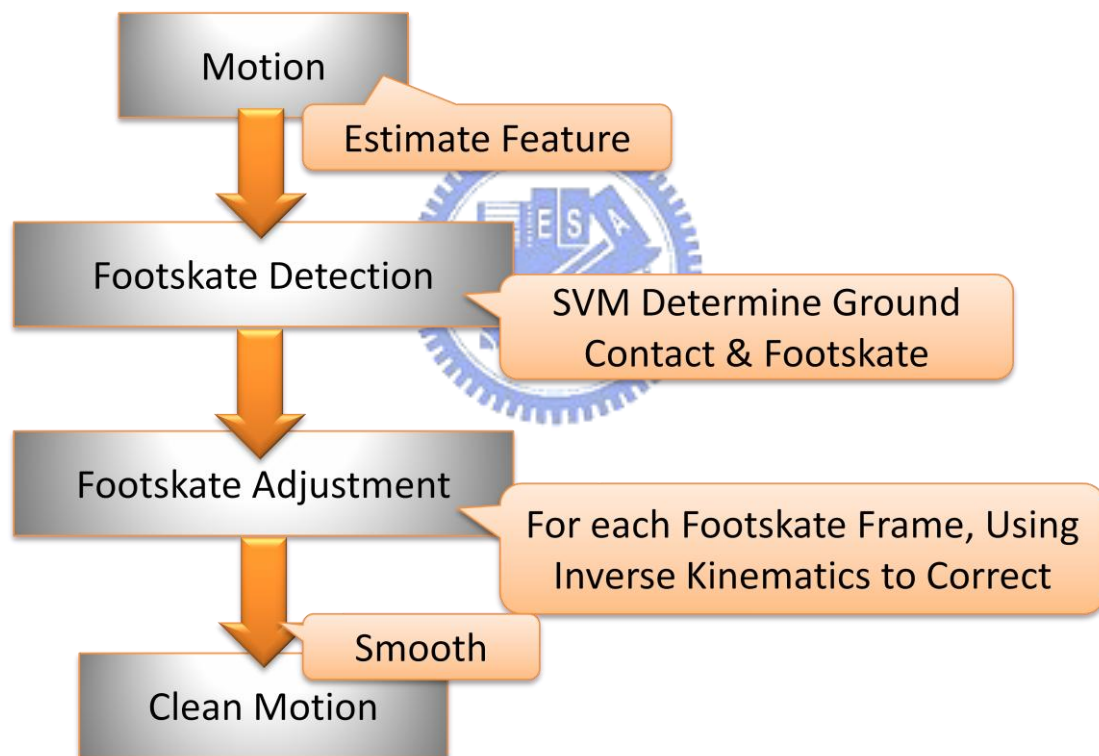 Motion
Estimate Feature
ESA
Footskate Detection
SVM Determine Ground
Contact & Footskate
Footskate Adjustment
For each Footskate Frame, Using
Inverse Kinematics to Correct
Smooth
Clean Motion